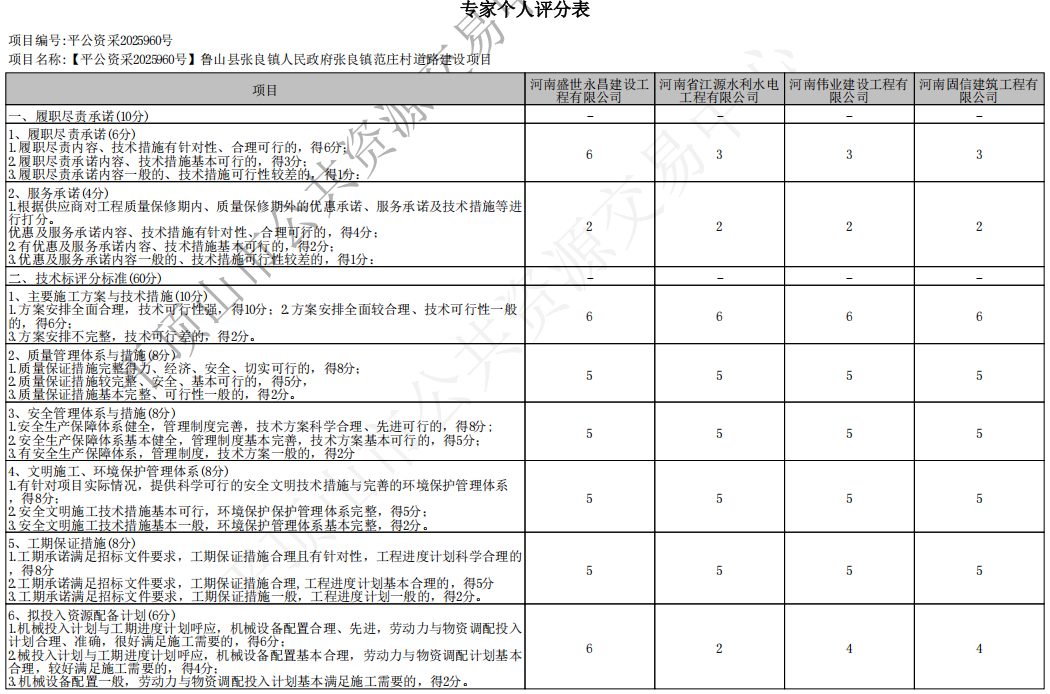 专家个人评分表
项目编号:平公资采2025960号
项目名称:【平公资采2025960号】鲁山县张良镇人民政府张良镇范庄村道路建设项目
项目
河南盛世永昌建设工
程有限公司
河南省江源水利水电
工程有限公司
河南伟业建设工程有
限公司
河南固信建筑工程有
限公司
一、履职尽责承诺(10分)
- - - -
1、履职尽责承诺(6分)
1.履职尽责内容、技术措施有针对性、合理可行的，得6分；
2.履职尽责承诺内容、技术措施基本可行的，得3分；
3.履职尽责承诺内容一般的、技术措施可行性较差的，得1分：
6 3 3 3
2、服务承诺(4分)
1.根据供应商对工程质量保修期内、质量保修期外的优惠承诺、服务承诺及技术措施等进
行打分。
优惠及服务承诺内容、技术措施有针对性、合理可行的，得4分；
2.有优惠及服务承诺内容、技术措施基本可行的，得2分；
3.优惠及服务承诺内容一般的、技术措施可行性较差的，得1分：
2 2 2 2
二、技术标评分标准(60分)
- - - -
1、主要施工方案与技术措施(10分)
1.方案安排全面合理，技术可行性强，得10分；2.方案安排全面较合理、技术可行性一般
的，得6分；
3.方案安排不完整，技术可行差的，得2分。
6 6 6 6
2、质量管理体系与措施(8分)
1.质量保证措施完整得力、经济、安全、切实可行的，得8分；
2.质量保证措施较完整、安全、基本可行的，得5分，
3.质量保证措施基本完整、可行性一般的，得2分。
5 5 5 5
3、安全管理体系与措施(8分)
1.安全生产保障体系健全，管理制度完善，技术方案科学合理、先进可行的，得8分;
2.安全生产保障体系基本健全，管理制度基本完善，技术方案基本可行的，得5分；
3.有安全生产保障体系，管理制度，技术方案一般的，得2分
5 5 5 5
4、文明施工、环境保护管理体系(8分)
1.有针对项目实际情况，提供科学可行的安全文明技术措施与完善的环境保护管理体系
，得8分；
2.安全文明施工技术措施基本可行，环境保护保护管理体系完整，得5分；
3.安全文明施工技术措施基本一般，环境保护管理体系基本完整，得2分。
5 5 5 5
5、工期保证措施(8分)
1.工期承诺满足招标文件要求，工期保证措施合理且有针对性，工程进度计划科学合理的
，得8分
2.工期承诺满足招标文件要求，工期保证措施合理,工程进度计划基本合理的，得5分
3.工期承诺满足招标文件要求，工期保证措施一般，工程进度计划一般的，得2分。
5 5 5 5
6、拟投入资源配备计划(6分)
1.机械投入计划与工期进度计划呼应，机械设备配置合理、先进，劳动力与物资调配投入
计划合理、准确，很好满足施工需要的，得6分；
2.械投入计划与工期进度计划呼应，机械设备配置基本合理，劳动力与物资调配计划基本
合理，较好满足施工需要的，得4分；
3.机械设备配置一般，劳动力与物资调配投入计划基本满足施工需要的，得2分。
6 2 4 4
平顶山市公共资源交易中心
平顶山市公共资源交易中心